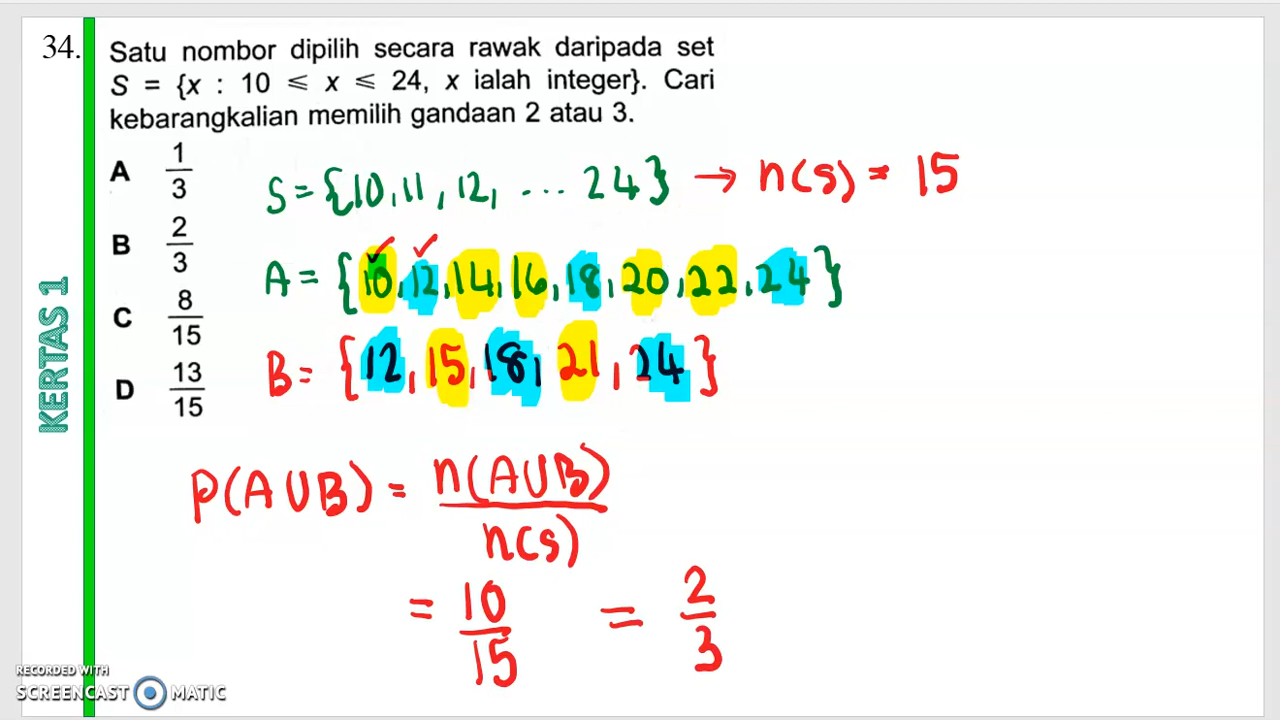 34.
Satu nombor dipilih secara rawak daripada set
S = {x : 10 ⩽ x ⩽ 24, x ialah integer}. Cari
kebarangkalian memilih gandaan 2 atau 3.
A 1/3
B 2/3
C 8/15
D 13/15
S = {10, 11, 12, ... 24} → n(s) = 15
A = {10, 12, 14, 16, 18, 20, 22, 24}
B = {12, 15, 18, 21, 24}
P(A∪B) = n(A∪B)/n(s)
= 10/15 = 2/3
KERTAS 1
RECORDED WITH
SCREENCAST MATIC